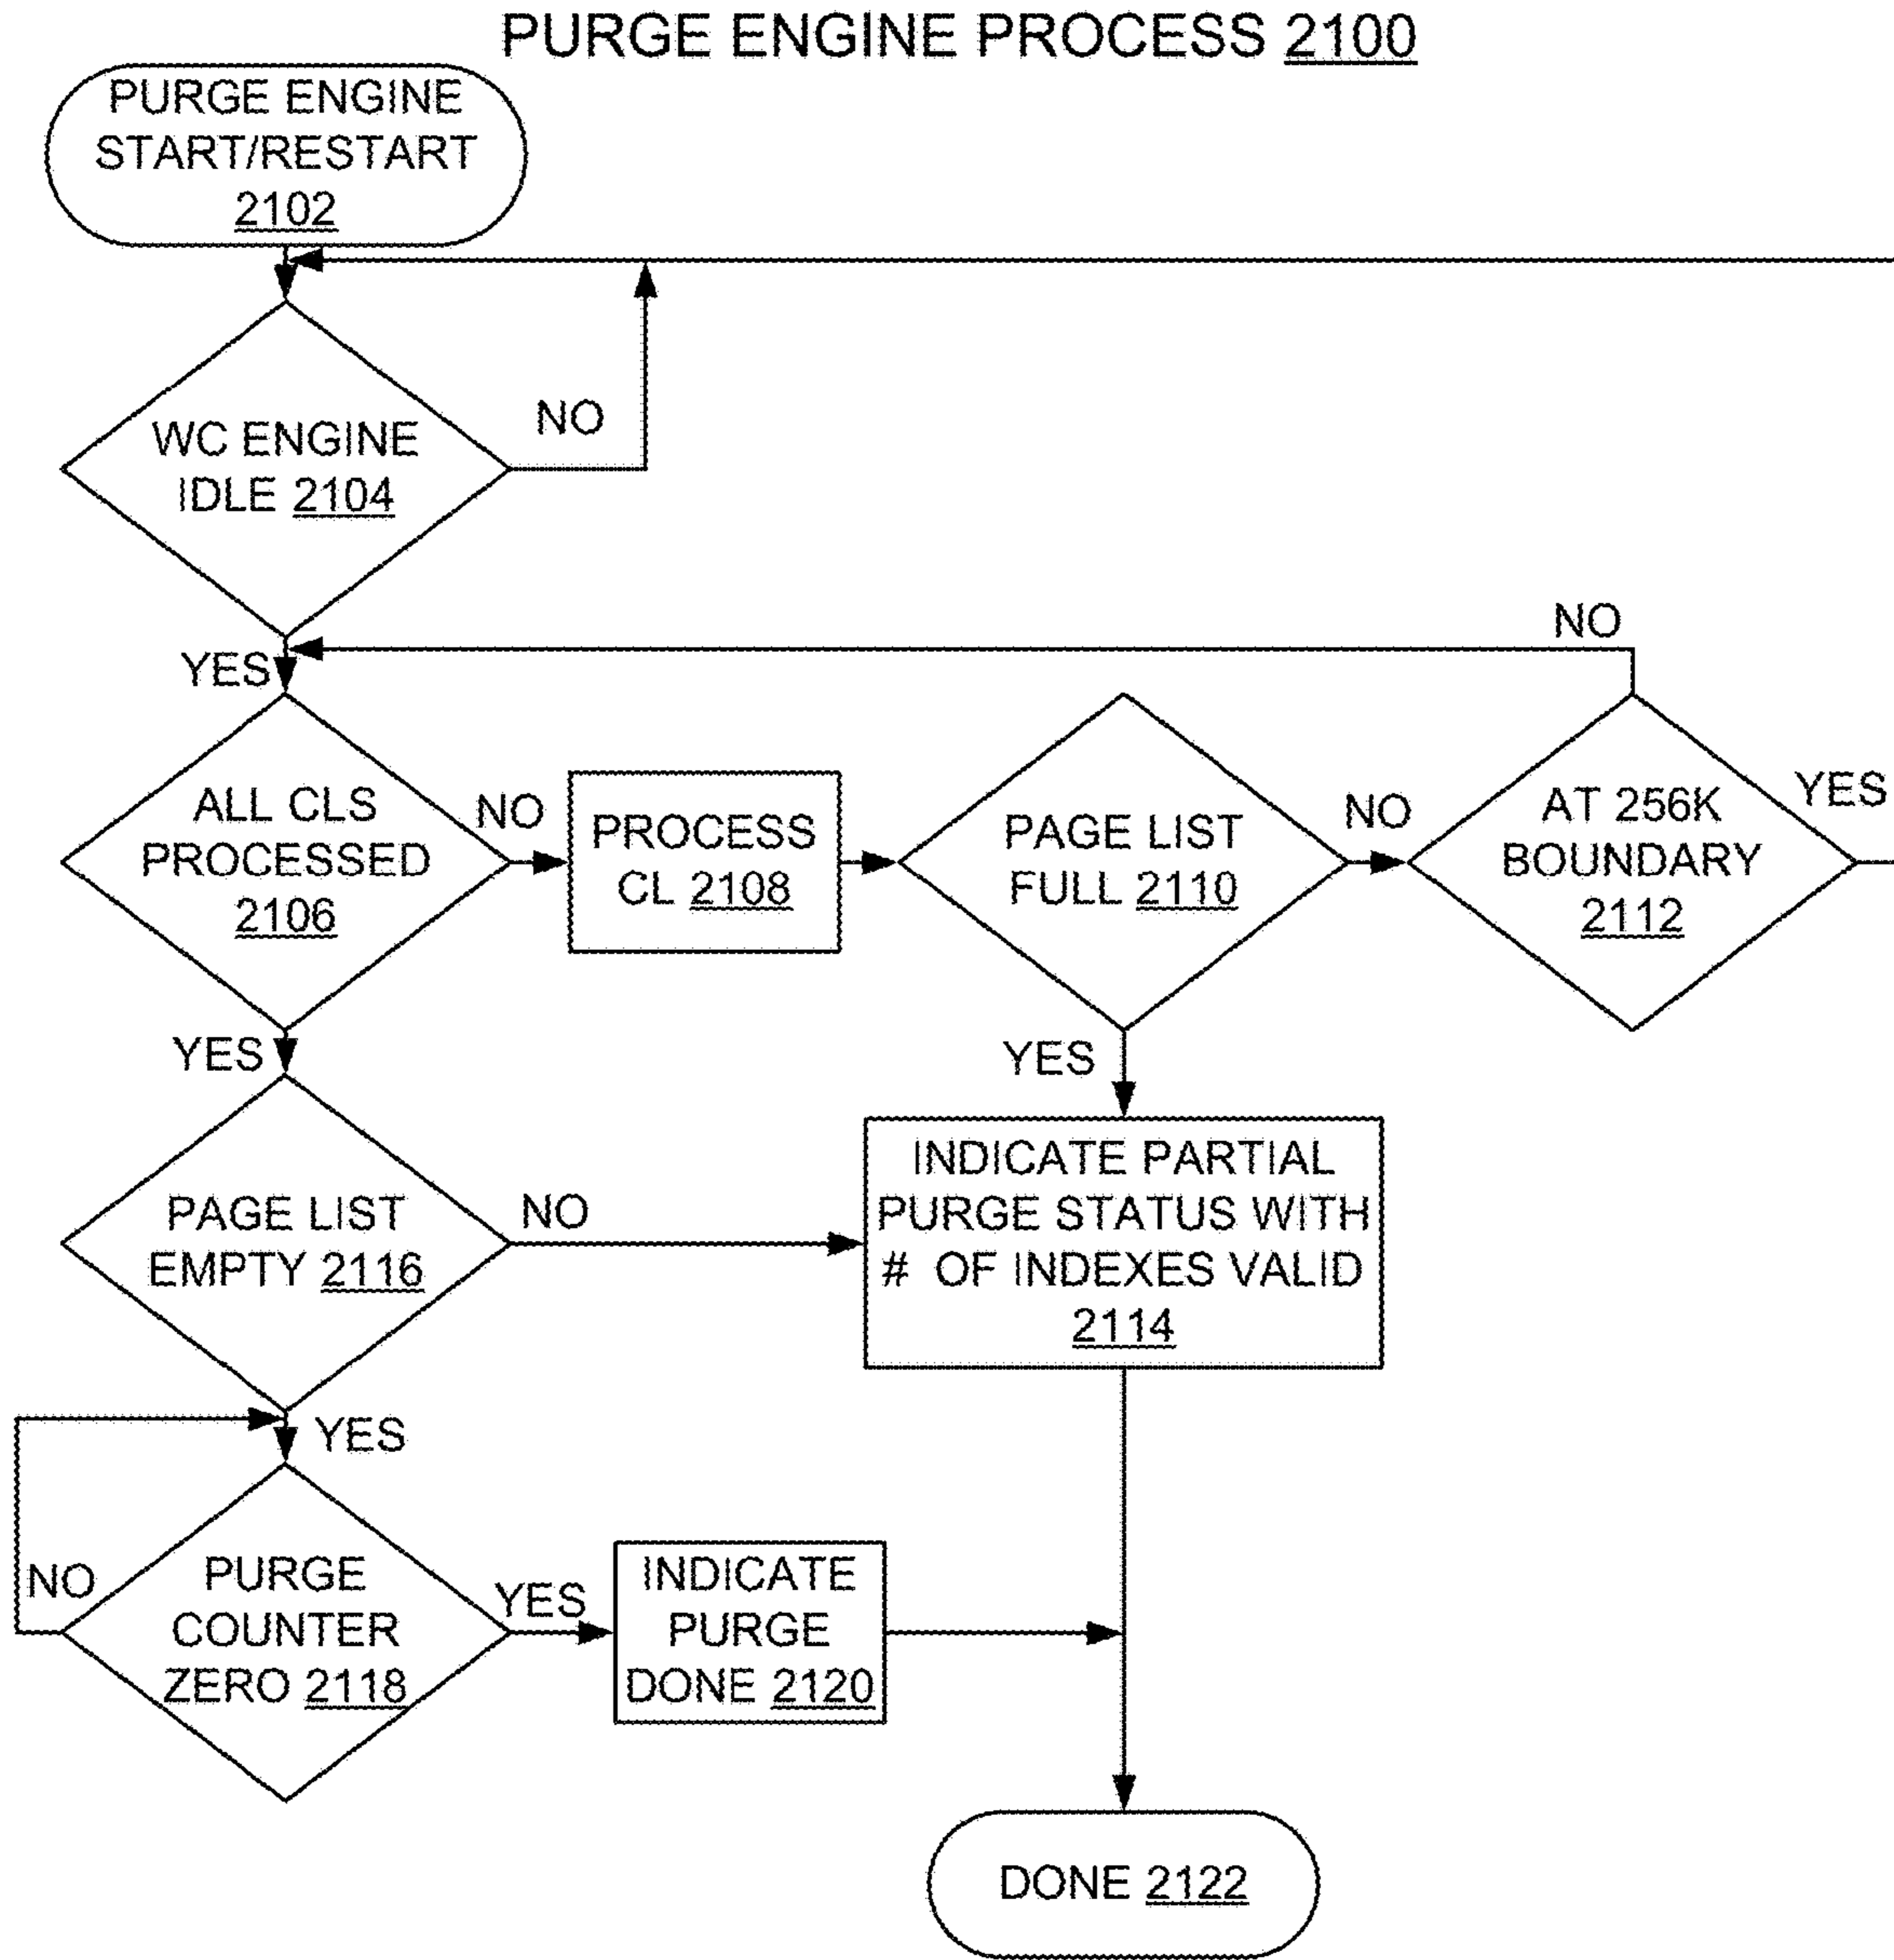 PURGE ENGINE PROCESS 2100
PURGE ENGINE
START/RESTART
2102
WC ENGINE
IDLE 2104
NO
YES
NO
ALL CLS
PROCESSED
2106
NO
PROCESS
CL 2108
PAGE LIST
FULL 2110
NO
AT 256K
BOUNDARY
2112
YES
YES
YES
PAGE LIST
EMPTY 2116
NO
INDICATE PARTIAL
PURGE STATUS WITH
# OF INDEXES VALID
2114
YES
NO
PURGE
COUNTER
ZERO 2118
YES
INDICATE
PURGE
DONE 2120
DONE 2122